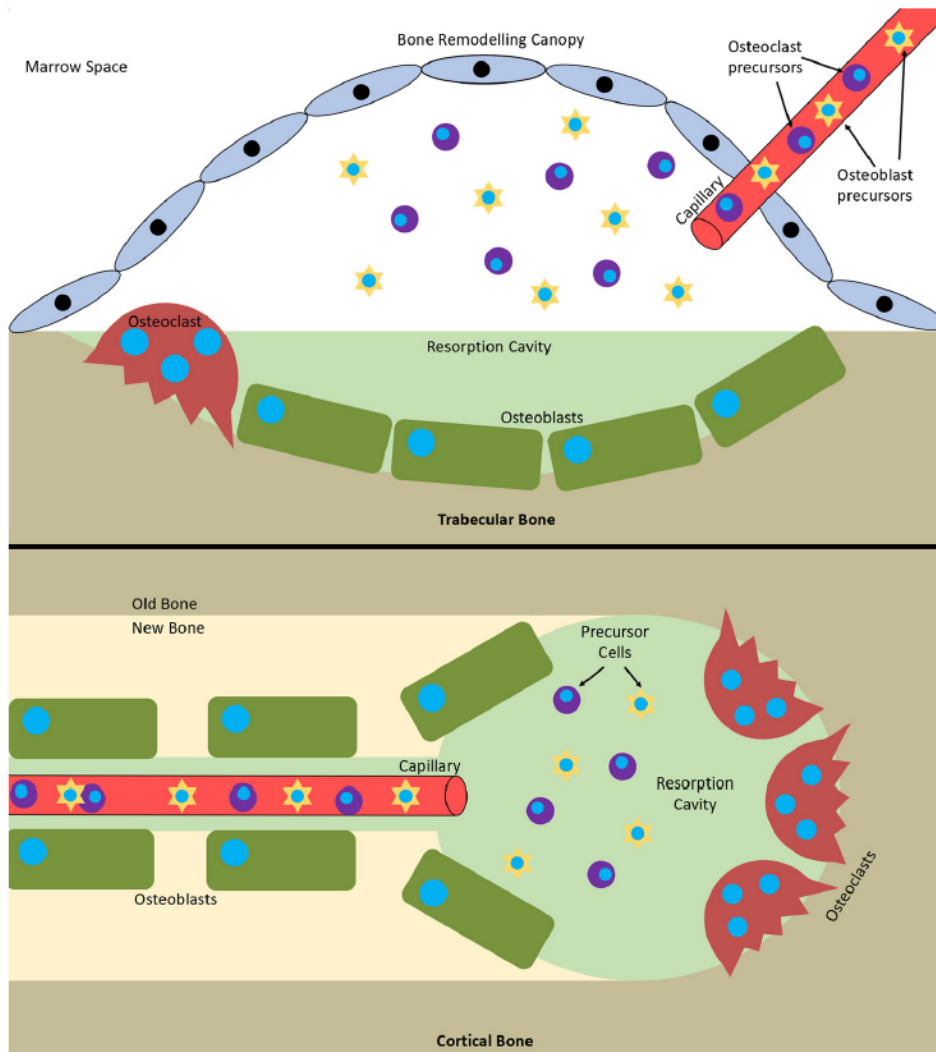 Bone Remodelling Canopy
Marrow Space
Osteoclast
precursors
Osteoblast
precursors
Capillary
Osteoclast
Resorption Cavity
Osteoblasts
Trabecular Bone
Old Bone
New Bone
Precursor
Cells
Capillary
Resorption
Cavity
Osteoblasts
Osteoclasts
Cortical Bone